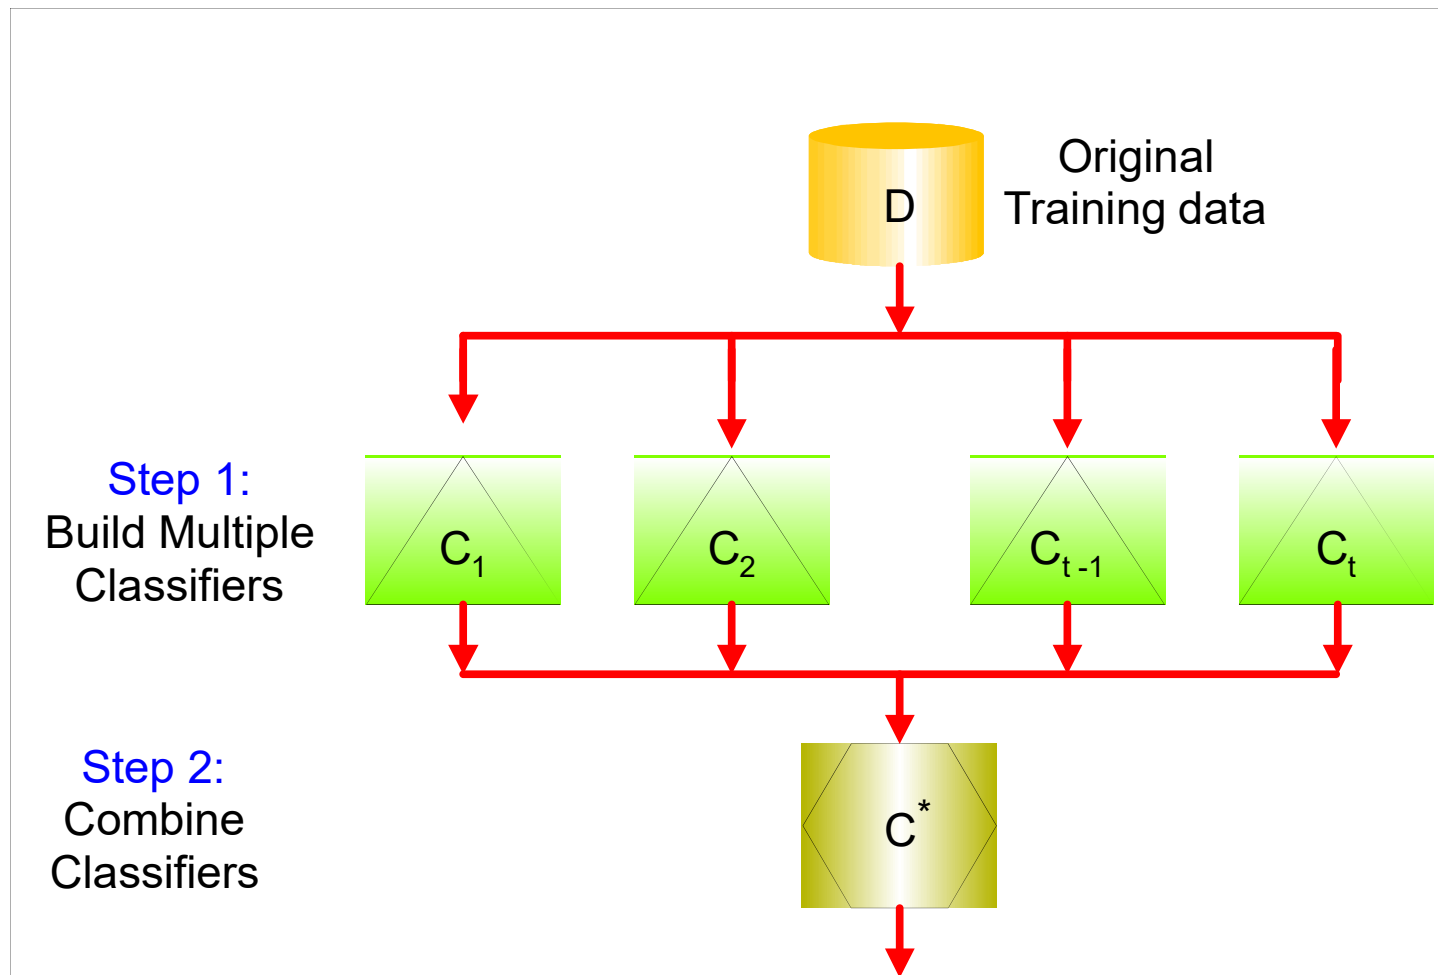 D
Original
Training data
Step 1:
Build Multiple
Classifiers
C₁
C₂
Cₜ ₋₁
Cₜ
Step 2:
Combine
Classifiers
C*